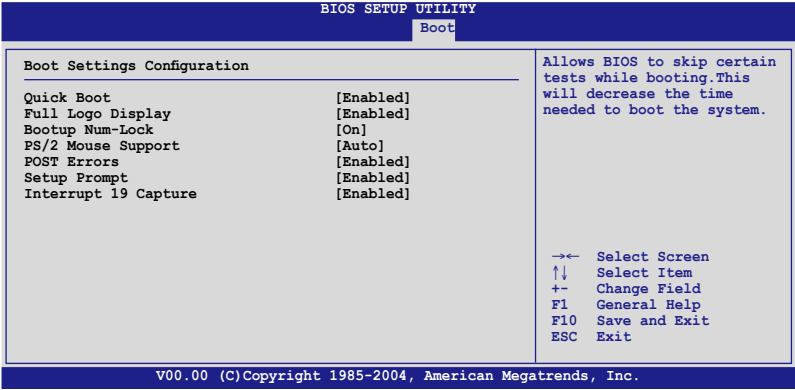 BIOS SETUP UTILITY
Boot
Boot Settings Configuration
Quick Boot [Enabled]
Full Logo Display [Enabled]
Bootup Num-Lock [On]
PS/2 Mouse Support [Auto]
POST Errors [Enabled]
Setup Prompt [Enabled]
Interrupt 19 Capture [Enabled]
Allows BIOS to skip certain
tests while booting.This
will decrease the time
needed to boot the system.
→← Select Screen
↑↓ Select Item
+- Change Field
F1 General Help
F10 Save and Exit
ESC Exit
V00.00 (C)Copyright 1985-2004, American Megatrends, Inc.